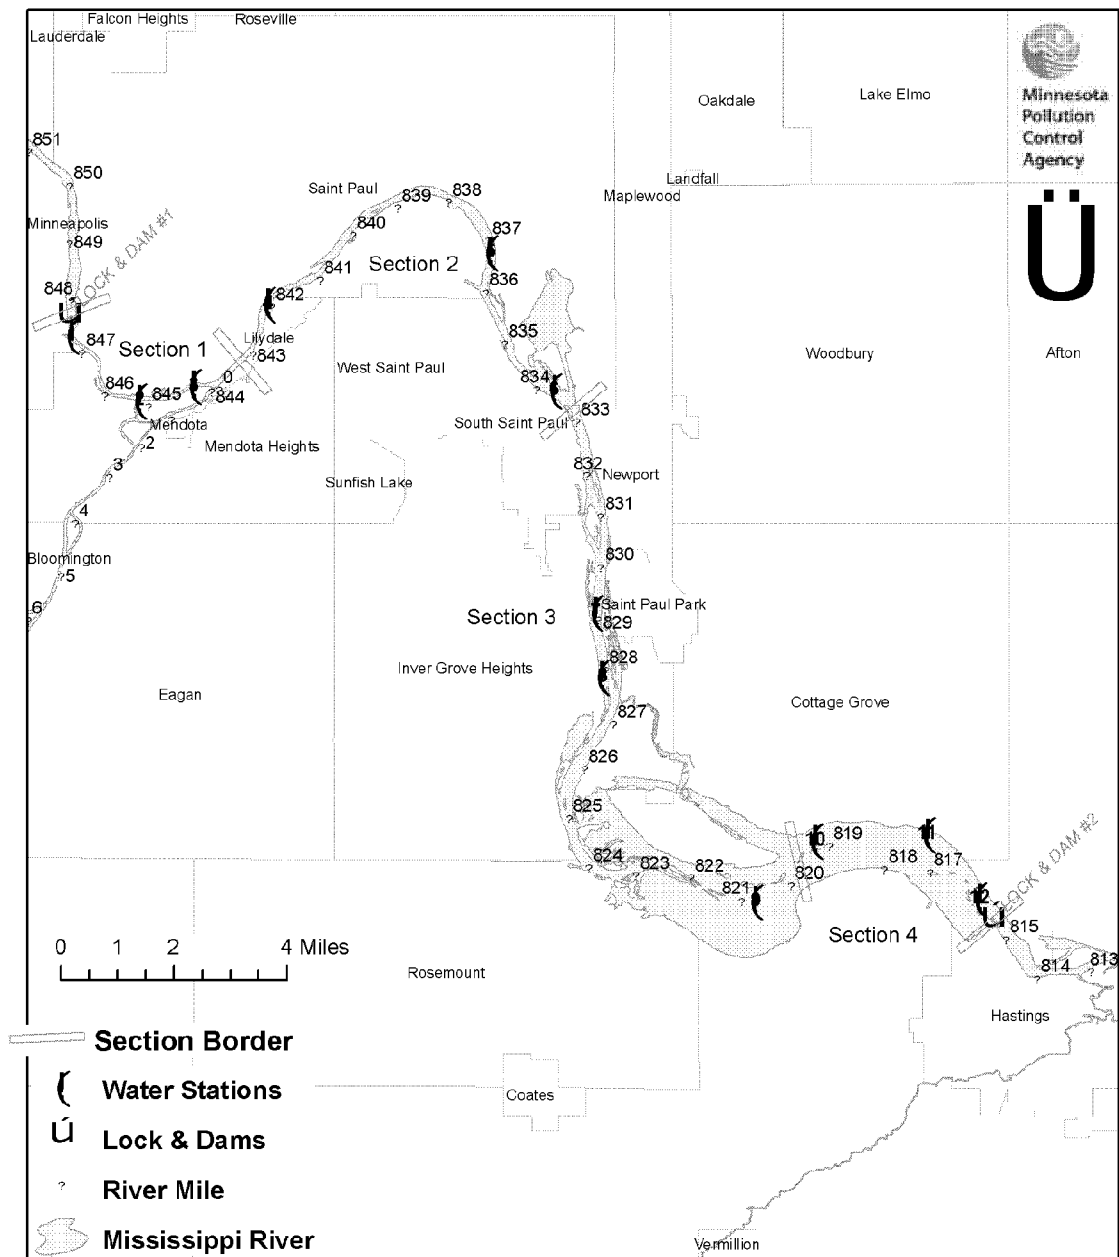 Falcon Heights
Roseville
Lauderdale
Oakdale
Lake Elmo
Minnesota
Pollution
Control
Agency
Ü
851
850
Saint Paul
839
838
Landfall
Maplewood
Minneapolis
849
LOCK & DAM #1
840
837
Section 2
841
836
848
842
847
Section 1
Lilydale
843
835
West Saint Paul
Woodbury
Afton
846
845
0
844
834
833
Mendota
South Saint Paul
2
Mendota Heights
3
832
Newport
Sunfish Lake
4
831
Bloomington
830
5
6
Saint Paul Park
Section 3
829
828
Inver Grove Heights
Eagan
Cottage Grove
827
826
825
10
819
11
824
823
822
818
817
821
820
12
LOCK & DAM #2
815
Section 4
0 1 2 4 Miles
Rosemount
814
813
Hastings
Section Border
Water Stations
Coates
Ú Lock & Dams
? River Mile
Mississippi River
Vermillion